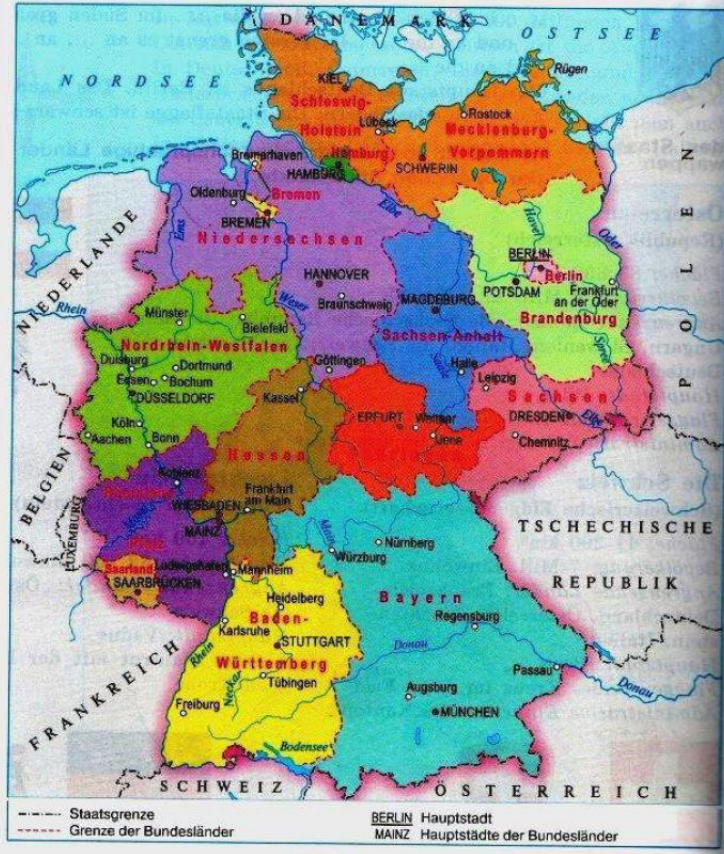 DÄNEMARK
OSTSEE
NORDSEE
Rügen
KIEL
Schleswig-
Holstein
Lübeck
Rostock
Mecklenburg-
Vorpommern
SCHWERIN
Hamburg
HAMBURG
Bremerhaven
Bremen
BREMEN
Oldenburg
Ems
Elbe
Niedersachsen
HANNOVER
Braunschweig
Weser
Havel
Oder
BERLIN
Berlin
POTSDAM
Frankfurt
an der Oder
Brandenburg
Spree
POLEN
NIEDERLANDE
Rhein
Münster
Bielefeld
Nordrhein-Westfalen
Duisburg
Dortmund
Essen
Bochum
DÜSSELDORF
Köln
Aachen
Bonn
MAGDEBURG
Sachsen-Anhalt
Saale
Halle
Göttingen
Kassel
Leipzig
Sachsen
DRESDEN
Elbe
Chemnitz
ERFURT
Weimar
Jena
Hessen
BELGIEN
LUXEMBURG
Koblenz
WIESBADEN
Frankfurt
am Main
MAINZ
Saarland
SAARBRÜCKEN
Ludwigshafen
Mannheim
Main
Würzburg
Nürnberg
TSCHECHISCHE
REPUBLIK
Bayern
Heidelberg
Baden-
Württemberg
Karlsruhe
STUTTGART
Regensburg
Donau
Rhein
Neckar
Tübingen
Passau
Donau
Augsburg
MÜNCHEN
Freiburg
FRANKREICH
Bodensee
SCHWEIZ
ÖSTERREICH
Staatsgrenze
Grenze der Bundesländer
BERLIN Hauptstadt
MAINZ Hauptstädte der Bundesländer